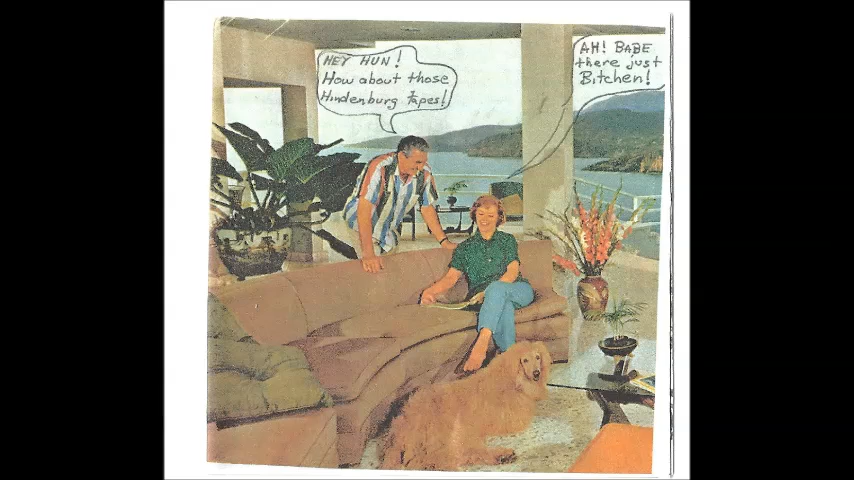 HEY HUN!
How about those
Hindenburg tapes!
AH! BABE
there just
Bitchen!